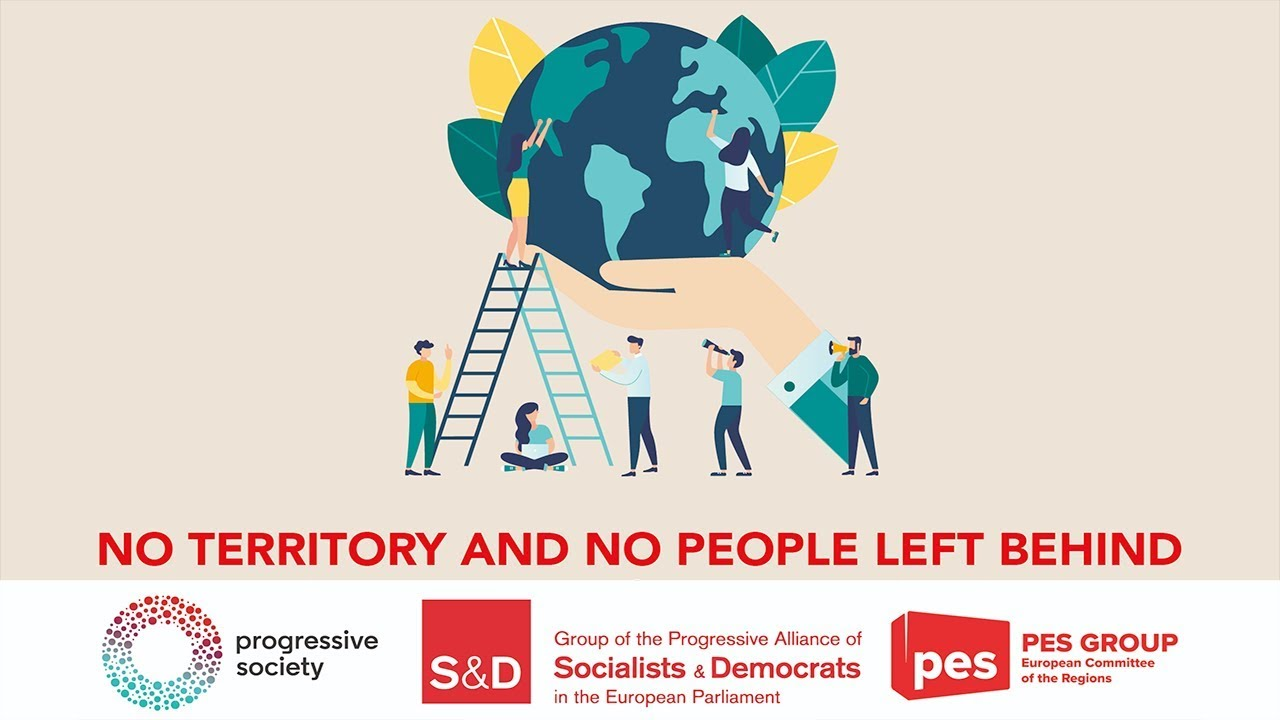 NO TERRITORY AND NO PEOPLE LEFT BEHIND
progressive
society
S&D
Group of the Progressive Alliance of
Socialists & Democrats
in the European Parliament
pes
PES GROUP
European Committee
of the Regions